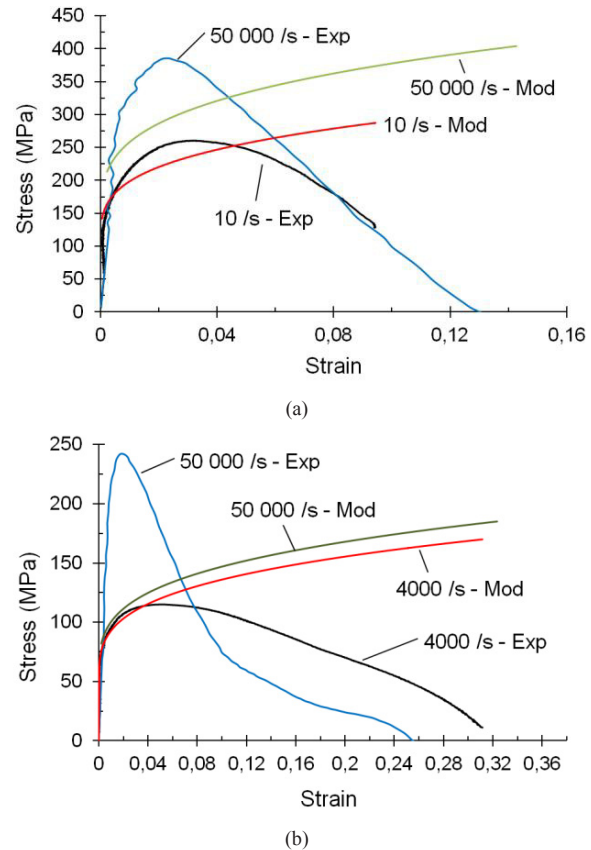 450
400
350
300
250
200
150
100
50
0
Stress (MPa)
50 000 /s - Exp
50 000 /s - Mod
10 /s - Mod
10 /s - Exp
0 0,04 0,08 0,12 0,16
Strain
(a)
250
200
150
100
50
0
Stress (MPa)
50 000 /s - Exp
50 000 /s - Mod
4000 /s - Mod
4000 /s - Exp
0 0,04 0,08 0,12 0,16 0,2 0,24 0,28 0,32 0,36
Strain
(b)